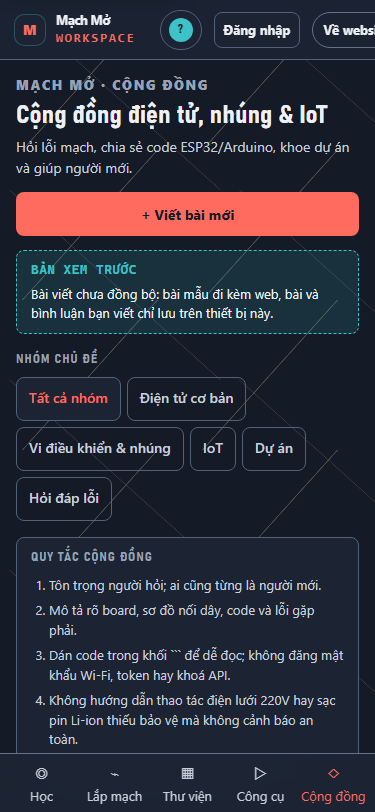 M
Mạch Mở
WORKSPACE
?
Đăng nhập
Về websi
MẠCH MỞ · CỘNG ĐỒNG
Cộng đồng điện tử, nhúng & IoT
Hỏi lỗi mạch, chia sẻ code ESP32/Arduino, khoe dự án
và giúp người mới.
+ Viết bài mới
BẢN XEM TRƯỚC
Bài viết chưa đồng bộ: bài mẫu đi kèm web, bài và
bình luận bạn viết chỉ lưu trên thiết bị này.
NHÓM CHỦ ĐỀ
Tất cả nhóm
Điện tử cơ bản
Vi điều khiển & nhúng
IoT
Dự án
Hỏi đáp lỗi
QUY TẮC CỘNG ĐỒNG
1. Tôn trọng người hỏi; ai cũng từng là người mới.
2. Mô tả rõ board, sơ đồ nối dây, code và lỗi gặp
phải.
3. Dán code trong khối ``` để dễ đọc; không đăng mật
khẩu Wi-Fi, token hay khoá API.
4. Không hướng dẫn thao tác điện lưới 220V hay sạc
pin Li-ion thiếu bảo vệ mà không cảnh báo an
toàn.
Học
Lắp mạch
Thư viện
Công cụ
Cộng đồng